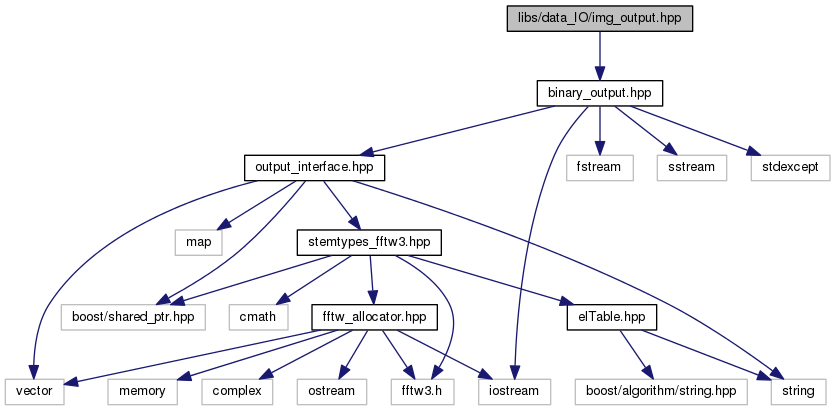 libs/data_IO/img_output.hpp
binary_output.hpp
output_interface.hpp
fstream
sstream
stdexcept
map
stemtypes_fftw3.hpp
boost/shared_ptr.hpp
cmath
fftw_allocator.hpp
elTable.hpp
vector
memory
complex
ostream
fftw3.h
iostream
boost/algorithm/string.hpp
string